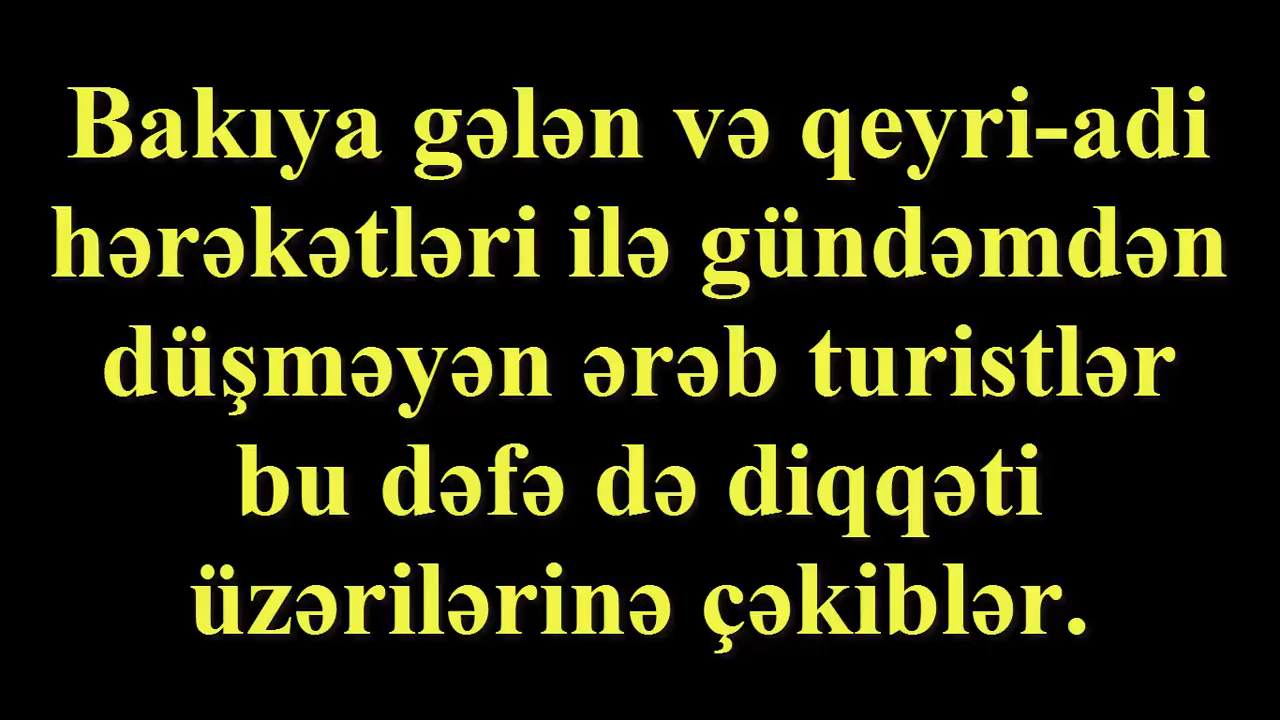 Bakıya gələn və qeyri-adi
hərəkətləri ilə gündəmdən
düşməyən ərəb turistlər
bu dəfə də diqqəti
üzərilərinə çəkiblər.